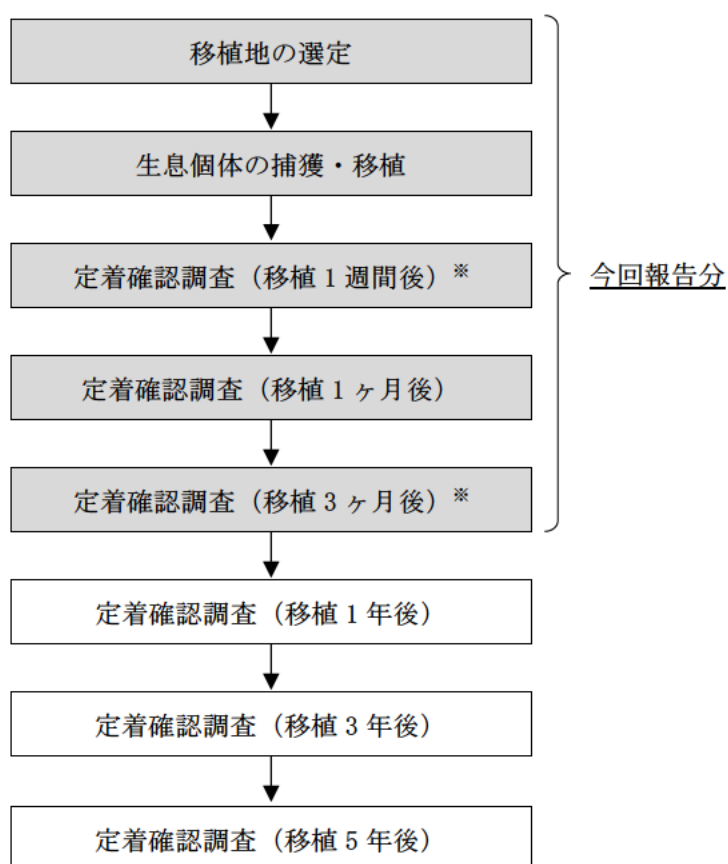 移植地の選定
生息個体の捕獲・移植
定着確認調査（移植１週間後）※
今回報告分
定着確認調査（移植１ヶ月後）
定着確認調査（移植３ヶ月後）※
定着確認調査（移植１年後）
定着確認調査（移植３年後）
定着確認調査（移植５年後）